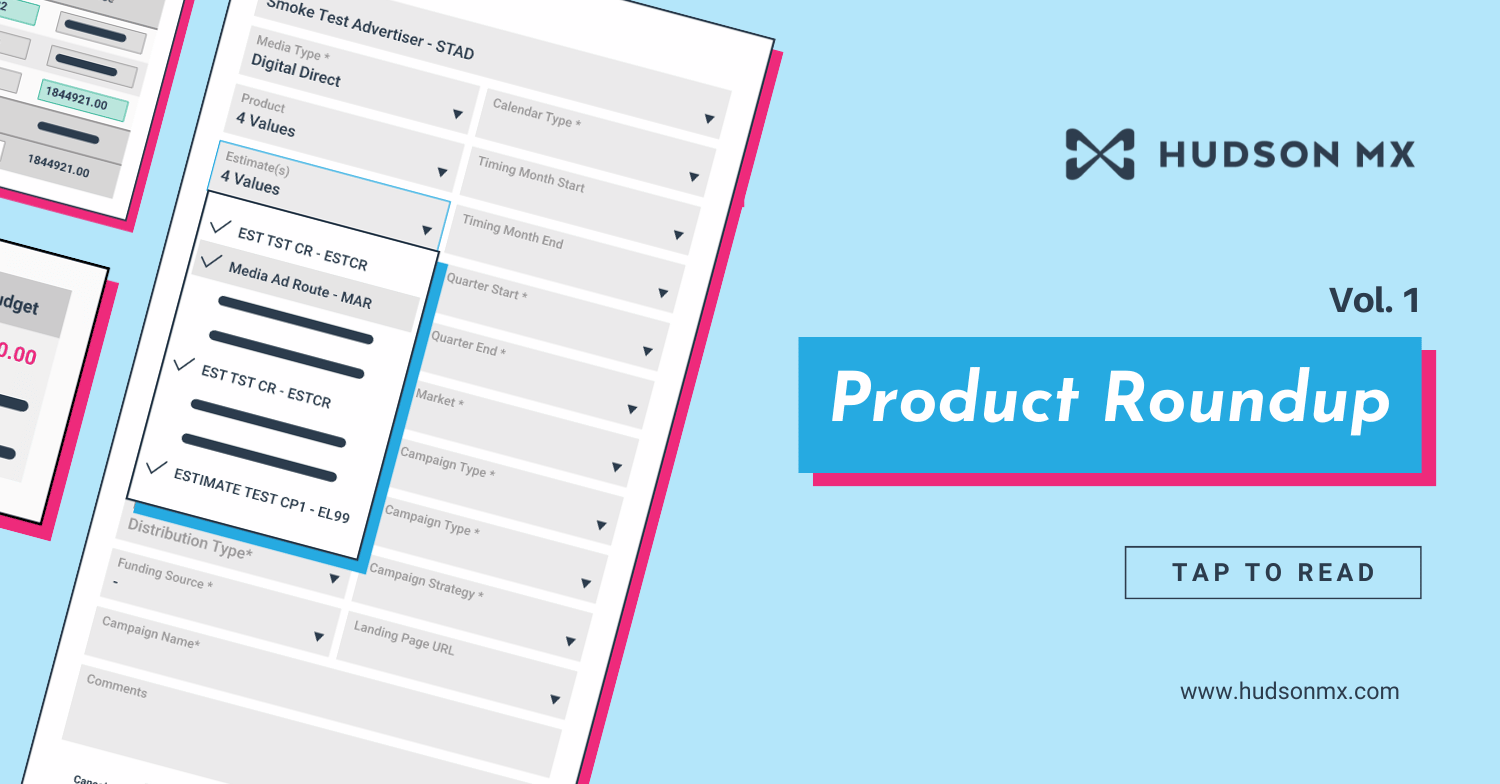 1844921.00
1844921.00
Smoke Test Advertiser - STAD
Media Type *
Digital Direct
Calendar Type *
Product
4 Values
Timing Month Start
Estimate(s)
4 Values
Timing Month End
EST TST CR - ESTCR
Media Ad Route - MAR
EST TST CR - ESTCR
ESTIMATE TEST CP1 - EL99
Quarter Start *
Quarter End *
Market *
Campaign Type *
Campaign Type *
Distribution Type*
Campaign Strategy *
Funding Source *
-
Landing Page URL
Campaign Name*
Comments
HUDSON MX
Vol. 1
Product Roundup
TAP TO READ
www.hudsonmx.com